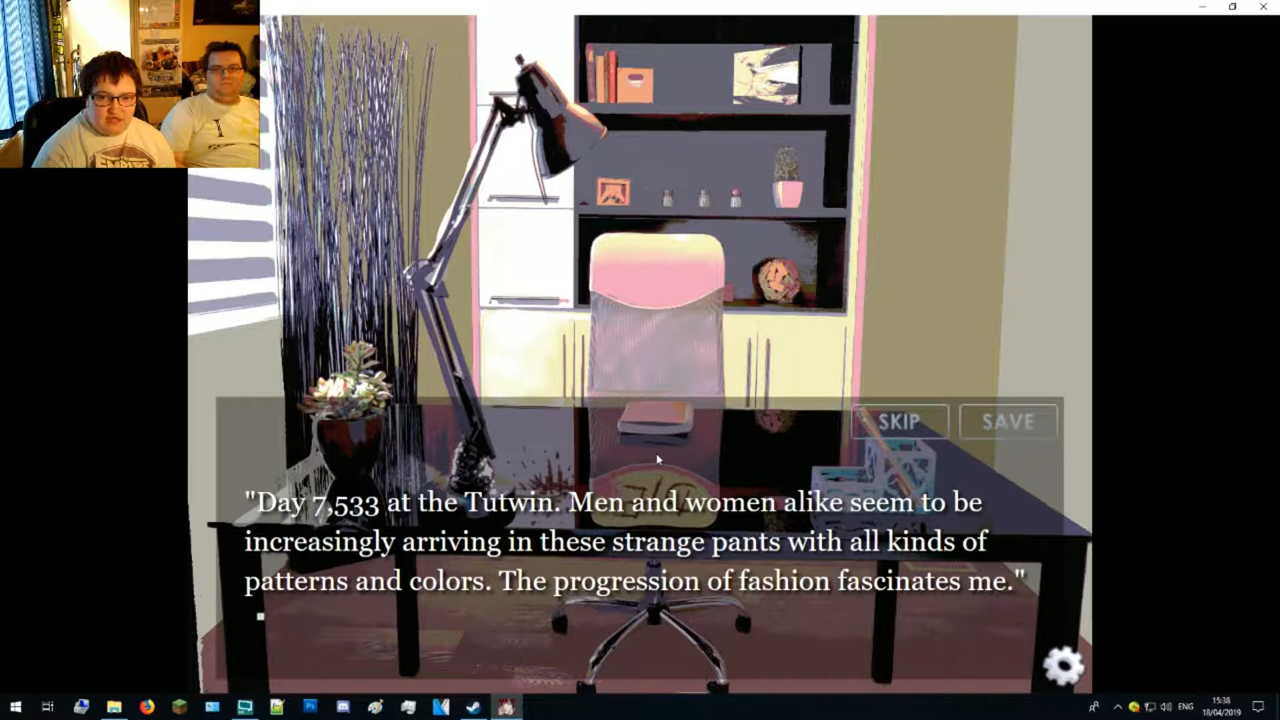 SKIP
SAVE
"Day 7,533 at the Tutwin. Men and women alike seem to be
increasingly arriving in these strange pants with all kinds of
patterns and colors. The progression of fashion fascinates me."
ENG
15:38
18/04/2019